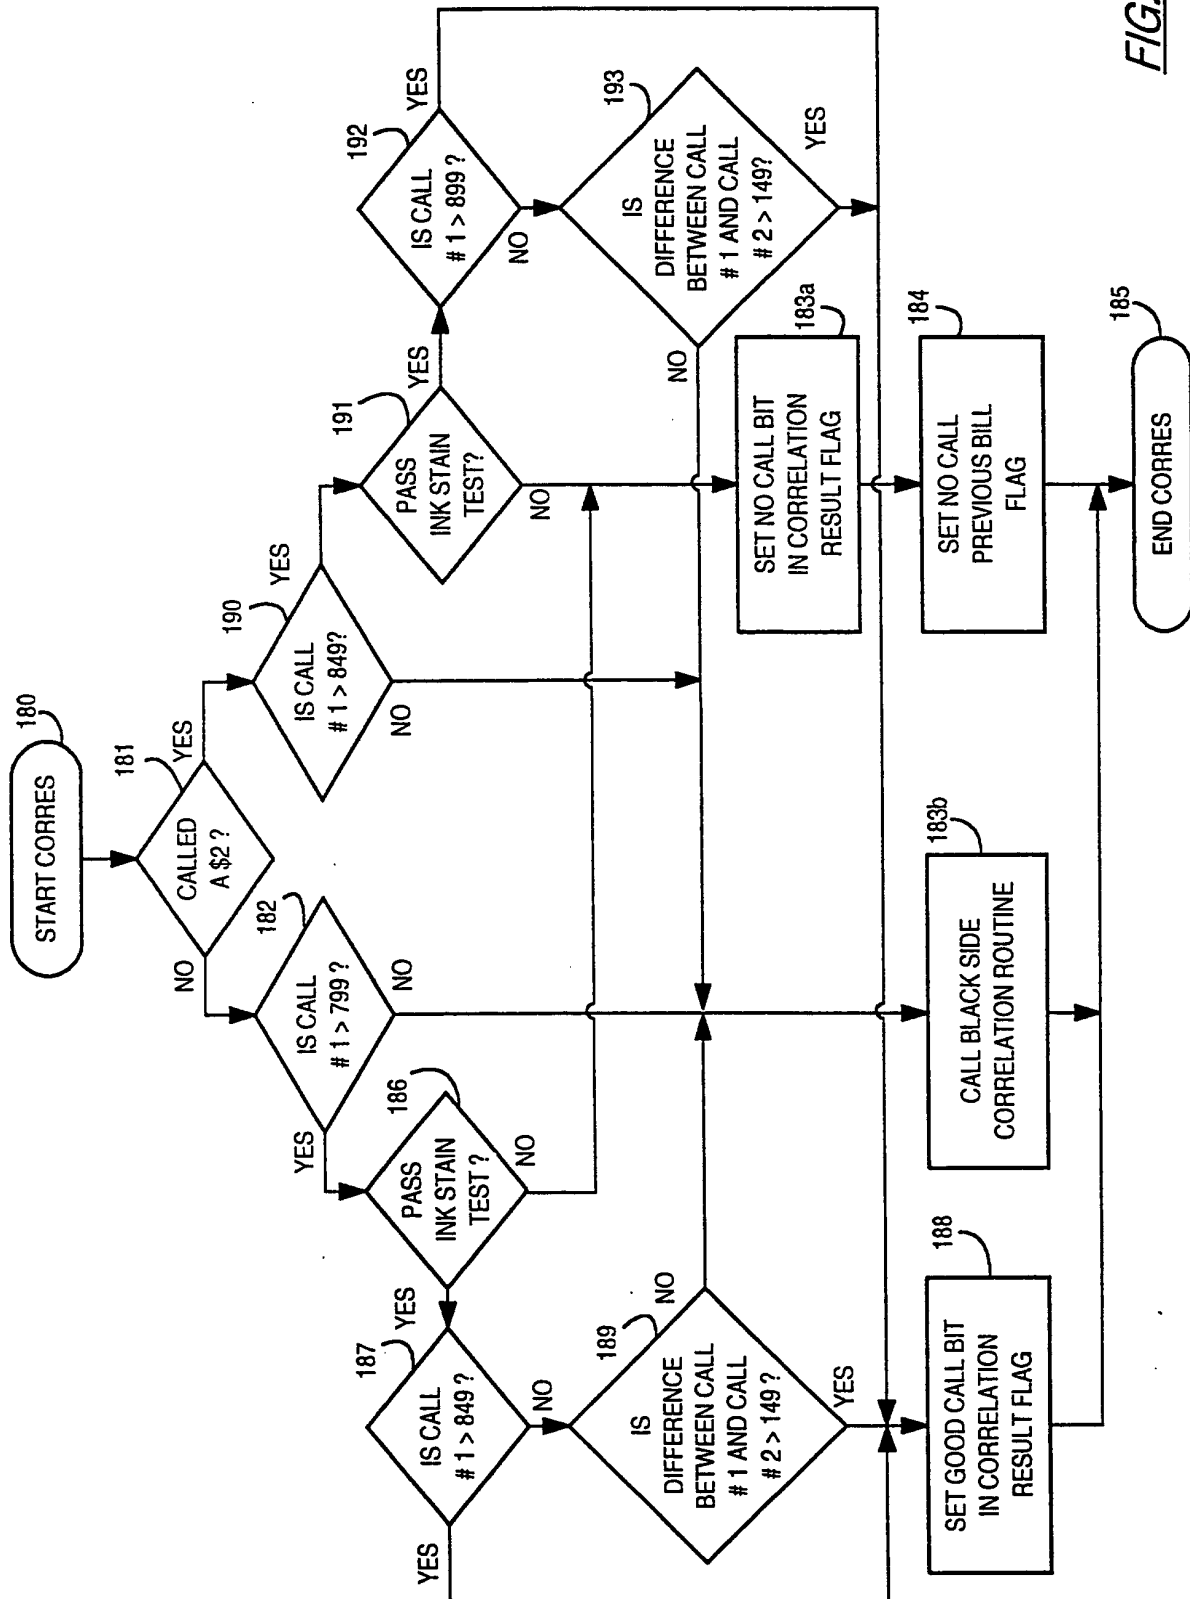 FIG.
START CORRES
180
CALLED
A $2 ?
181
YES
NO
IS CALL
# 1 > 799 ?
182
YES
NO
IS CALL
# 1 > 849?
190
YES
NO
PASS
INK STAIN
TEST ?
186
YES
NO
PASS
INK STAIN
TEST?
191
YES
NO
IS CALL
# 1 > 849 ?
187
YES
NO
IS CALL
# 1 > 899 ?
192
YES
NO
IS
DIFFERENCE
BETWEEN CALL
# 1 AND CALL
# 2 > 149 ?
189
NO
YES
IS
DIFFERENCE
BETWEEN CALL
# 1 AND CALL
# 2 > 149?
193
NO
YES
SET NO CALL BIT
IN CORRELATION
RESULT FLAG
183a
SET GOOD CALL BIT
IN CORRELATION
RESULT FLAG
188
CALL BLACK SIDE
CORRELATION ROUTINE
183b
SET NO CALL
PREVIOUS BILL
FLAG
184
END CORRES
185